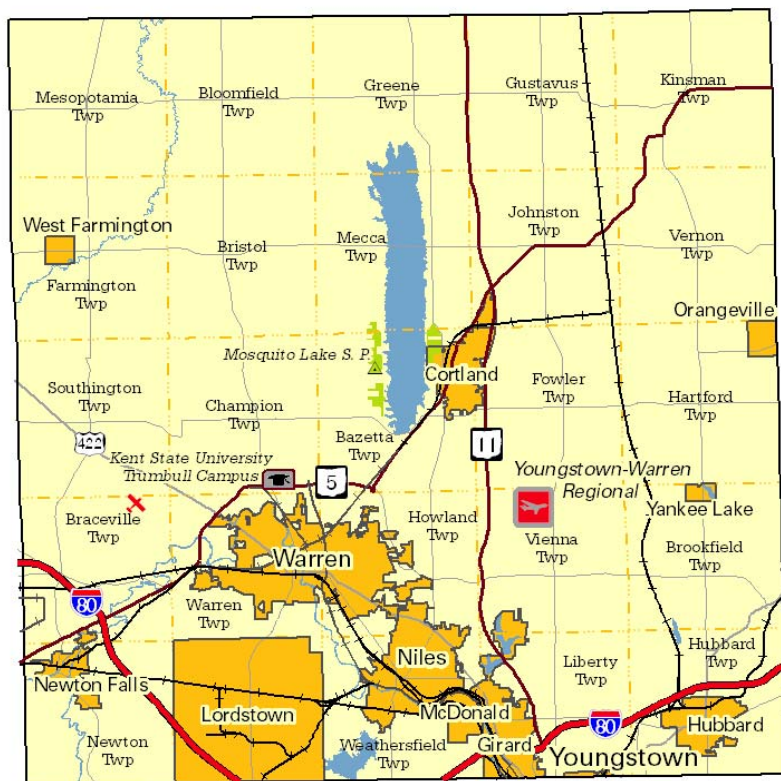 Mesopotamia
Twp
Bloomfield
Twp
Greene
Twp
Gustavus
Twp
Kinsman
Twp
West Farmington
Farmington
Twp
Bristol
Twp
Mecca
Twp
Johnston
Twp
Vernon
Twp
Orangeville
Mosquito Lake S. P.
Cortland
Southington
Twp
Champion
Twp
Bazetta
Twp
Fowler
Twp
Hartford
Twp
422
Kent State University
Trumbull Campus
5
11
Youngstown-Warren
Regional
Braceville
Twp
Warren
Howland
Twp
Vienna
Twp
Yankee Lake
Brookfield
Twp
80
Warren
Twp
Newton Falls
Lordstown
Niles
McDonald
Girard
Liberty
Twp
Hubbard
Twp
80
Hubbard
Newton
Twp
Weathersfield
Twp
Youngstown